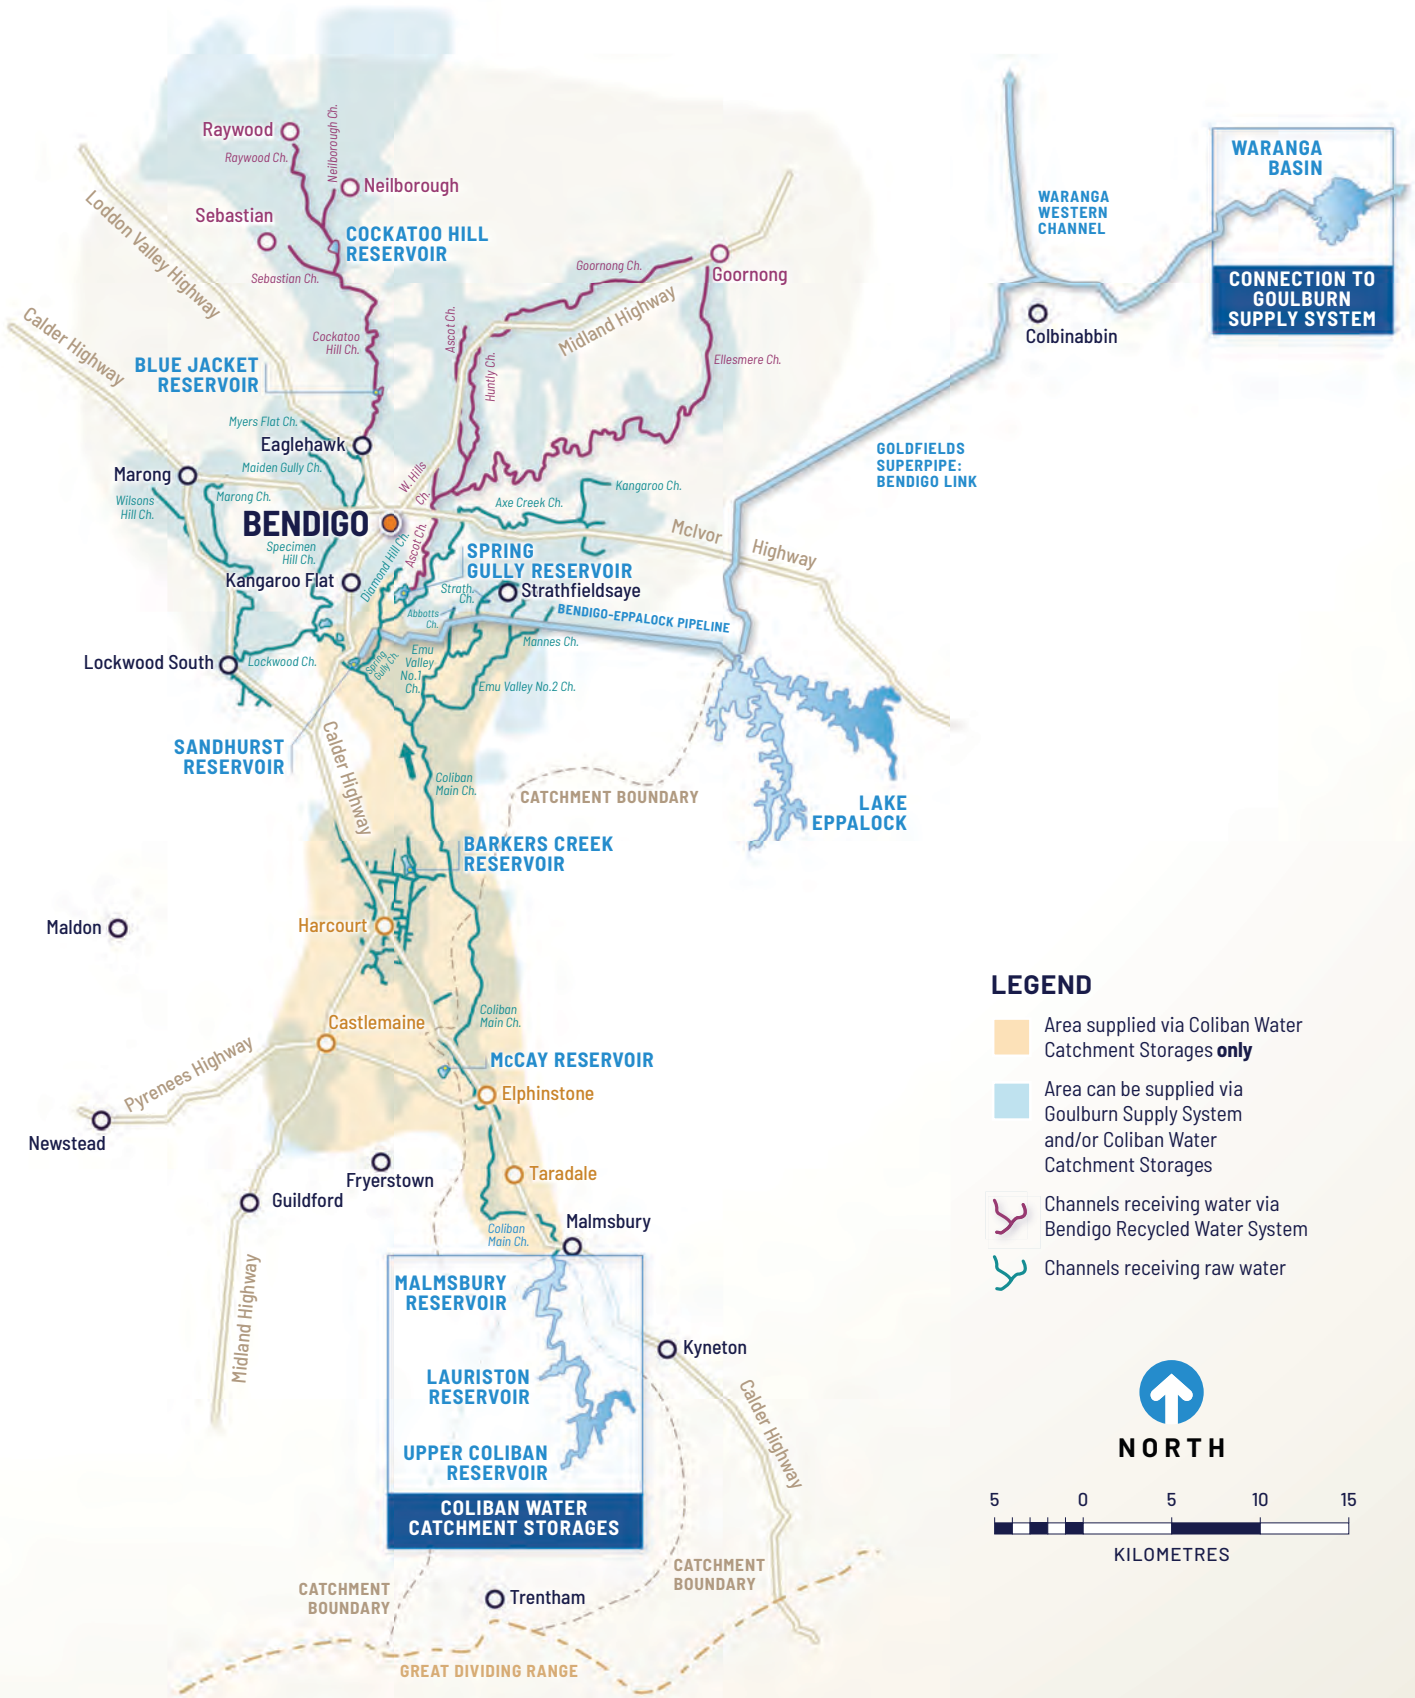 Raywood
Raywood Ch.
Neilborough Ch.
Neilborough
Sebastian
Sebastian Ch.
COCKATOO HILL
RESERVOIR
Loddon Valley Highway
Calder Highway
Cockatoo
Hill Ch.
BLUE JACKET
RESERVOIR
Ascot Ch.
Huntly Ch.
Goornong Ch.
Goornong
Midland Highway
Ellesmere Ch.
WARANGA
WESTERN
CHANNEL
WARANGA
BASIN
CONNECTION TO
GOULBURN
SUPPLY SYSTEM
Colbinabbin
GOLDFIELDS
SUPERPIPE:
BENDIGO LINK
Myers Flat Ch.
Eaglehawk
Maiden Gully Ch.
Marong
Marong Ch.
Wilsons
Hill Ch.
W. Hills
Ch.
Axe Creek Ch.
Kangaroo Ch.
BENDIGO
McIvor Highway
Specimen
Hill Ch.
Diamond Hill Ch.
Ascot Ch.
SPRING
GULLY RESERVOIR
Kangaroo Flat
Strath.
Ch.
Strathfieldsaye
Abbotts
Ch.
BENDIGO-EPPALOCK PIPELINE
Mannes Ch.
Lockwood South
Lockwood Ch.
Spring
Gully Ch.
Emu
Valley
No.1
Ch.
Emu Valley No.2 Ch.
SANDHURST
RESERVOIR
Calder Highway
Coliban
Main Ch.
CATCHMENT BOUNDARY
LAKE
EPPALOCK
BARKERS CREEK
RESERVOIR
Maldon
Harcourt
Castlemaine
Coliban
Main Ch.
McCAY RESERVOIR
Elphinstone
Pyrenees Highway
Newstead
Fryerstown
Guildford
Taradale
Coliban
Main Ch.
Malmsbury
Midland Highway
MALMSBURY
RESERVOIR
LAURISTON
RESERVOIR
UPPER COLIBAN
RESERVOIR
COLIBAN WATER
CATCHMENT STORAGES
Kyneton
Calder Highway
CATCHMENT
BOUNDARY
CATCHMENT
BOUNDARY
Trentham
GREAT DIVIDING RANGE
LEGEND
Area supplied via Coliban Water
Catchment Storages only
Area can be supplied via
Goulburn Supply System
and/or Coliban Water
Catchment Storages
Channels receiving water via
Bendigo Recycled Water System
Channels receiving raw water
NORTH
5 0 5 10 15
KILOMETRES